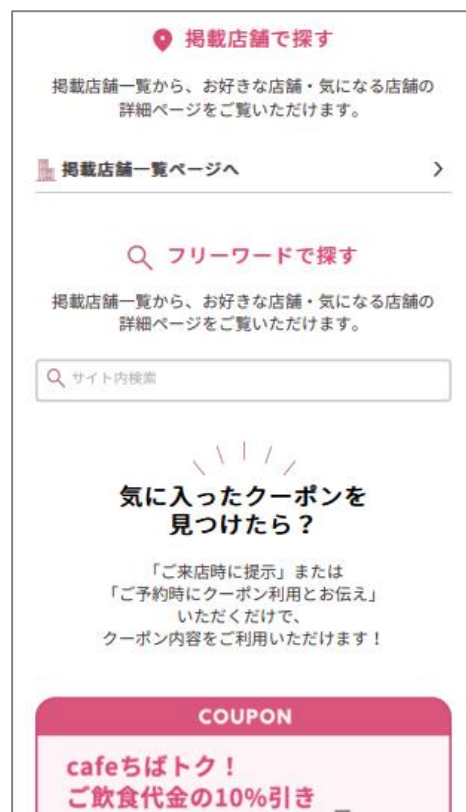 掲載店舗で探す
掲載店舗一覧から、お好きな店舗・気になる店舗の
詳細ページをご覧いただけます。
掲載店舗一覧ページへ
フリーワードで探す
掲載店舗一覧から、お好きな店舗・気になる店舗の
詳細ページをご覧いただけます。
サイト内検索
気に入ったクーポンを
見つけたら？
「ご来店時に提示」または
「ご予約時にクーポン利用とお伝え」
いただくだけで、
クーポン内容をご利用いただけます！
COUPON
cafeちばトク！
ご飲食代金の10%引き